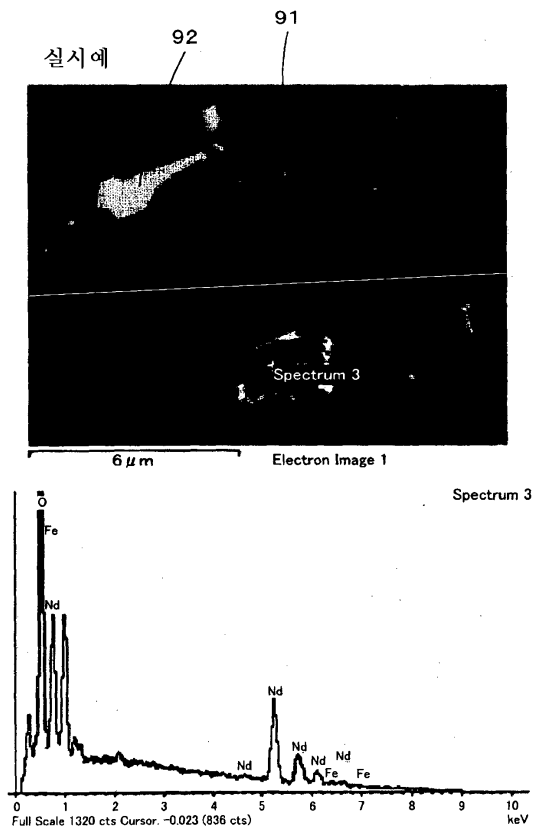 92
91
실시예
Spectrum 3
6μm
Electron Image 1
Spectrum 3
O
Fe
Nd
Nd
Nd
Nd
Nd
Nd
Fe
Fe
0 1 2 3 4 5 6 7 8 9 10
Full Scale 1320 cts Cursor. -0.023 (836 cts)
keV